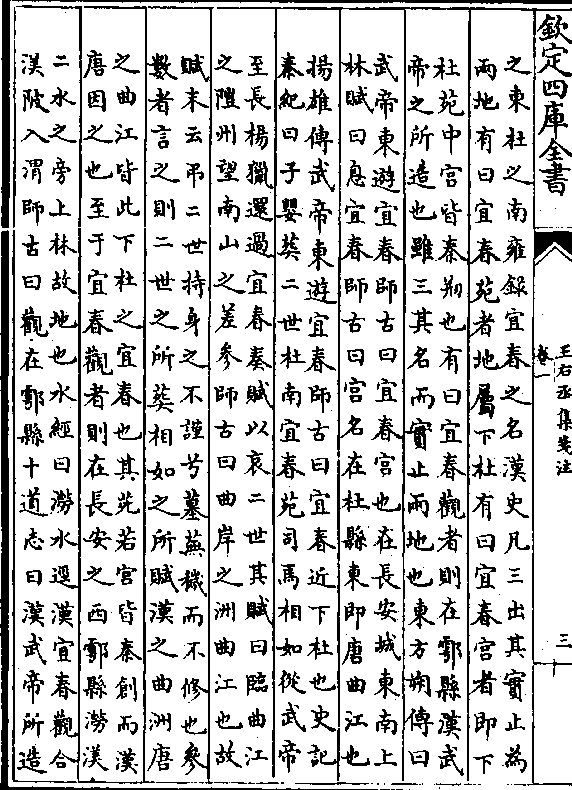 欽定四庫全書
王右丞集箋注
卷一
三
之東杜之南雍録宜春之名漢史凡三出其實止為
兩地有曰宜春苑者地屬下杜有曰宜春宮者即下
杜苑中宫皆秦剏也有曰宜春觀者則在鄠縣漢武
帝之所造也雖三其名而實止兩地也東方朔傳曰
武帝東遊宜春師古曰宜春宮也在長安城東南上
林賦曰息宜春師古曰宮名在杜縣東即唐曲江也
揚雄傳武帝東遊宜春師古曰宜春近下杜也史記
秦紀曰子嬰葬二世杜南宜春苑司馬相如從武帝
至長楊獵還過宜春奏賦以哀二世其賦曰臨曲江
之隑州望南山之差參師古曰曲岸之洲曲江也故
賦末云弔二世持身之不謹兮墓蕪穢而不修也參
數者言之則二世之所葬相如之所賦漢之曲洲唐
之曲江皆此下杜之宜春也其苑若宮皆秦創而漢
唐因之也至于宜春觀者則在長安之西鄠縣澇渼
二水之旁上林故地也水經曰澇水逕漢宜春觀合
渼陂入渭師古曰觀在鄠縣十道志曰漢武帝所造